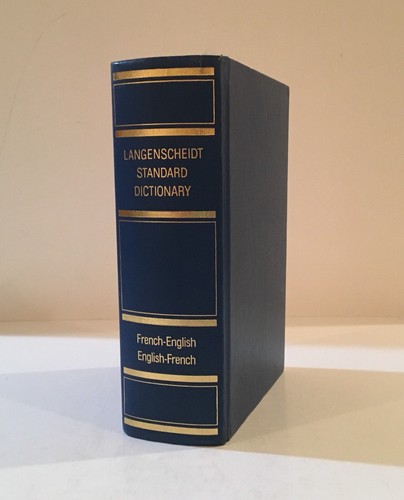 LANGENSCHEIDT
STANDARD
DICTIONARY
French-English
English-French